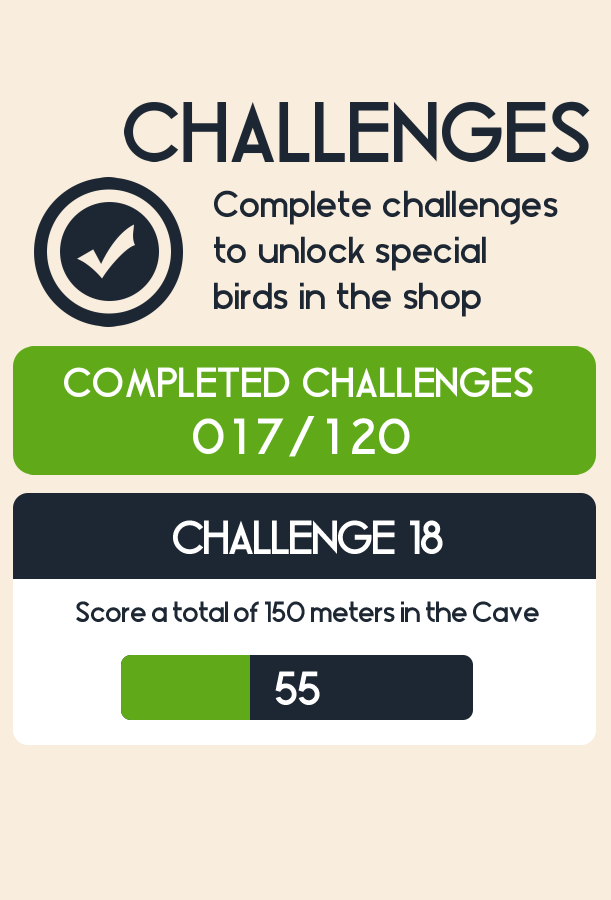 CHALLENGES
Complete challenges
to unlock special
birds in the shop
COMPLETED CHALLENGES
017/120
CHALLENGE 18
Score a total of 150 meters in the Cave
55